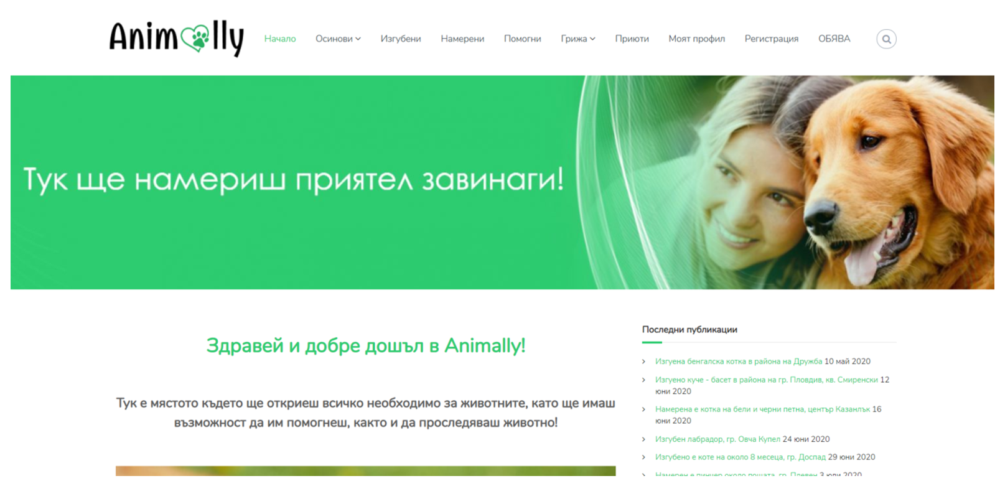 Animally
Начало
Осинови
Изгубени
Намерени
Помогни
Грижа
Приюти
Моят профил
Регистрация
ОБЯВА
Тук ще намериш приятел завинаги!
Здравей и добре дошъл в Animally!
Тук е мястото където ще откриеш всичко необходимо за животните, като ще имаш
възможност да им помогнеш, както и да проследяваш животно!
Последни публикации
Изгуена бенгалска котка в района на Дружба 10 май 2020
Изгуено куче - басет в района на гр. Пловдив, кв. Смиренски 12
юни 2020
Намерена е котка на бели и черни петна, център Казанлък 16
юни 2020
Изгубен лабрадор, гр. Овча Купел 24 юни 2020
Изгубено е коте на около 8 месеца, гр. Доспад 29 юни 2020
Намерен е пинчер около пощата, гр. Плевен 3 юли 2020